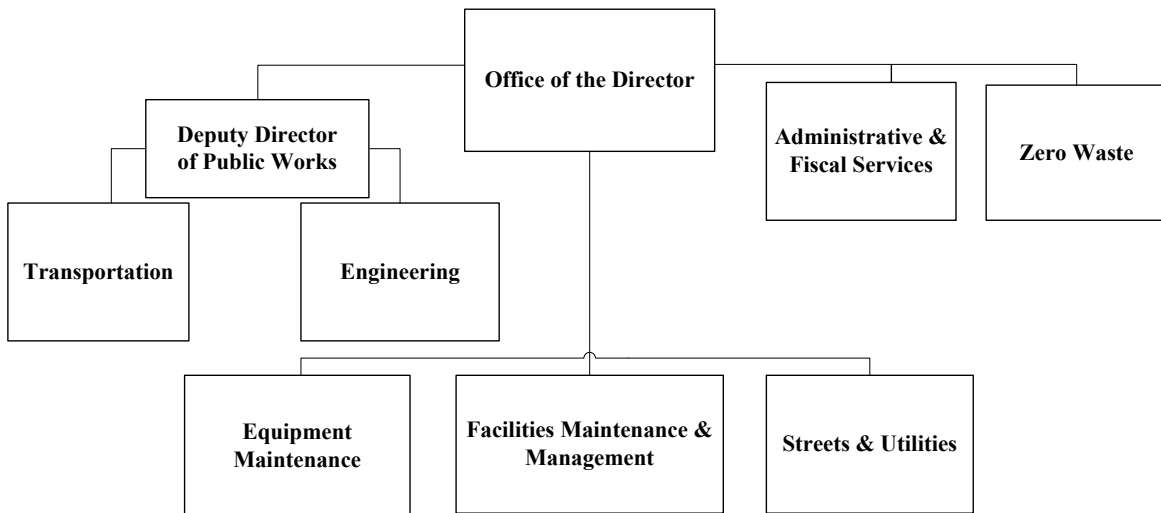 Office of the Director
Deputy Director
of Public Works
Administrative &
Fiscal Services
Zero Waste
Transportation
Engineering
Equipment
Maintenance
Facilities Maintenance &
Management
Streets & Utilities